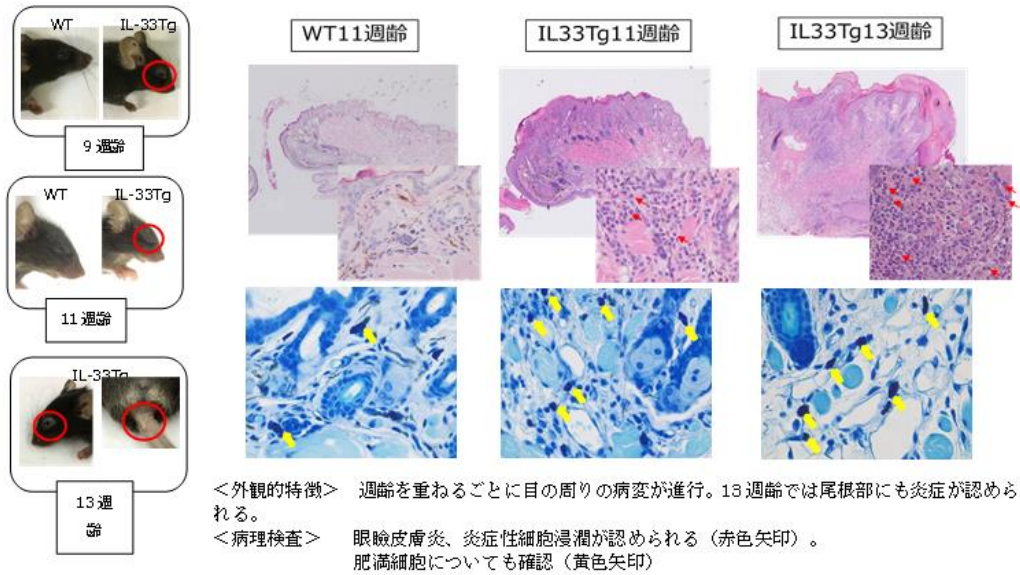 WT IL-33Tg
9 週齢
WT IL-33Tg
11 週齢
IL-33Tg
13 週
齢
WT11週齢
IL33Tg11週齢
IL33Tg13週齢
<外観的特徴> 週齢を重ねるごとに目の周りの病変が進行。13 週齢では尾根部にも炎症が認めら
れる。
<病理検査> 眼瞼皮膚炎、炎症性細胞浸潤が認められる（赤色矢印）。
肥満細胞についても確認（黄色矢印）